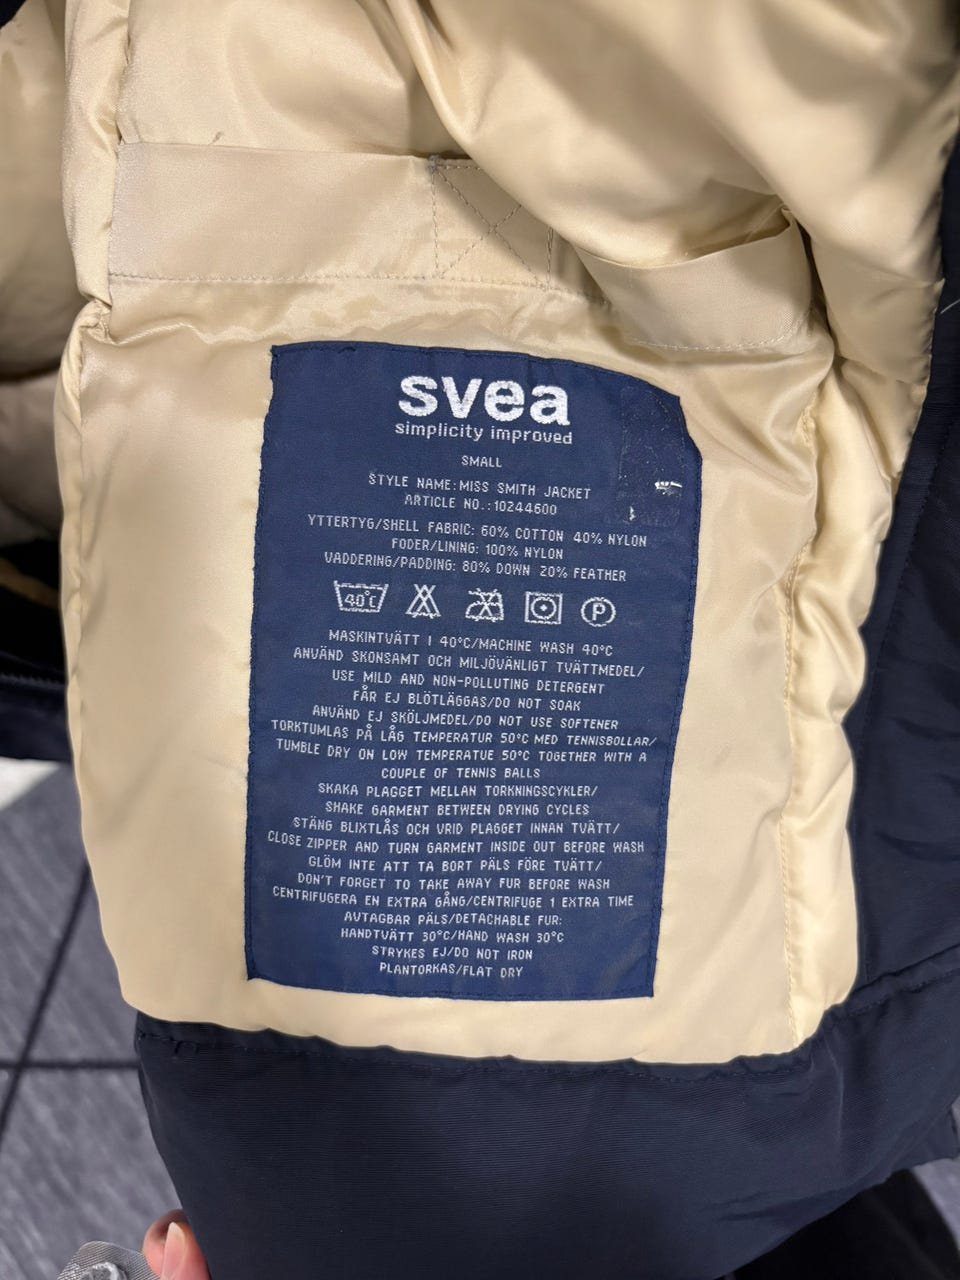 svea
simplicity improved
SMALL
STYLE NAME:MISS SMITH JACKET
ARTICLE NO.:10244600
YTTERTYG/SHELL FABRIC: 60% COTTON 40% NYLON
FODER/LINING: 100% NYLON
VADDERING/PADDING: 80% DOWN 20% FEATHER
40°C P
MASKINTVÄTT I 40°C/MACHINE WASH 40°C
ANVÄND SKONSAMT OCH MILJÖVÄNLIGT TVÄTTMEDEL/
USE MILD AND NON-POLLUTING DETERGENT
FÅR EJ BLÖTLÄGGAS/DO NOT SOAK
ANVÄND EJ SKÖLJMEDEL/DO NOT USE SOFTENER
TORKTUMLAS PÅ LÅG TEMPERATUR 50°C MED TENNISBOLLAR/
TUMBLE DRY ON LOW TEMPERATUE 50°C TOGETHER WITH A
COUPLE OF TENNIS BALLS
SKAKA PLAGGET MELLAN TORKNINGSCYKLER/
SHAKE GARMENT BETWEEN DRYING CYCLES
STÄNG BLIXTLÅS OCH VRID PLAGGET INNAN TVÄTT/
CLOSE ZIPPER AND TURN GARMENT INSIDE OUT BEFORE WASH
GLÖM INTE ATT TA BORT PÄLS FÖRE TVÄTT/
DON'T FORGET TO TAKE AWAY FUR BEFORE WASH
CENTRIFUGERA EN EXTRA GÅNG/CENTRIFUGE 1 EXTRA TIME
AVTAGBAR PÄLS/DETACHABLE FUR:
HANDTVÄTT 30°C/HAND WASH 30°C
STRYKES EJ/DO NOT IRON
PLANTORKAS/FLAT DRY